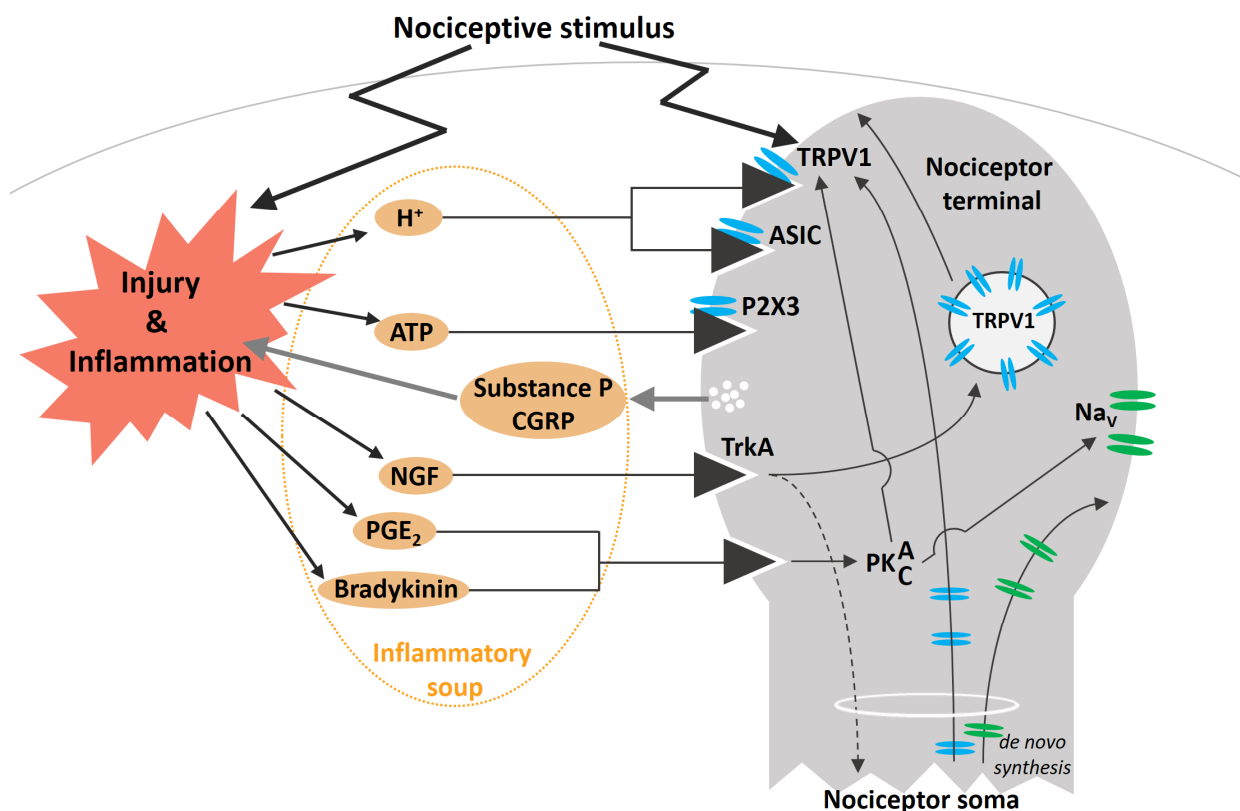 Nociceptive stimulus
TRPV1
Nociceptor
terminal
H⁺
ASIC
Injury
&
Inflammation
P2X3
ATP
TRPV1
Substance P
CGRP
Naᵥ
TrkA
NGF
PGE₂
PK A
C
Bradykinin
Inflammatory
soup
de novo
synthesis
Nociceptor soma